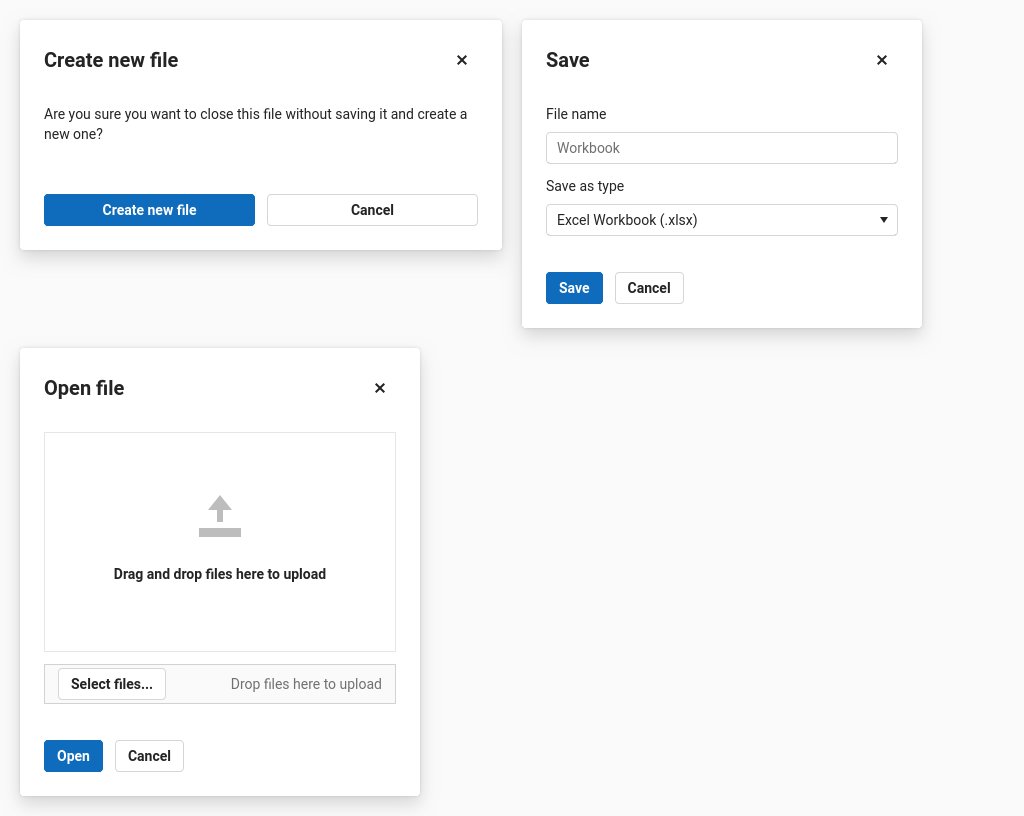 Create new file
Are you sure you want to close this file without saving it and create a
new one?
Create new file
Cancel
Save
File name
Workbook
Save as type
Excel Workbook (.xlsx)
Save
Cancel
Open file
Drag and drop files here to upload
Select files...
Drop files here to upload
Open
Cancel